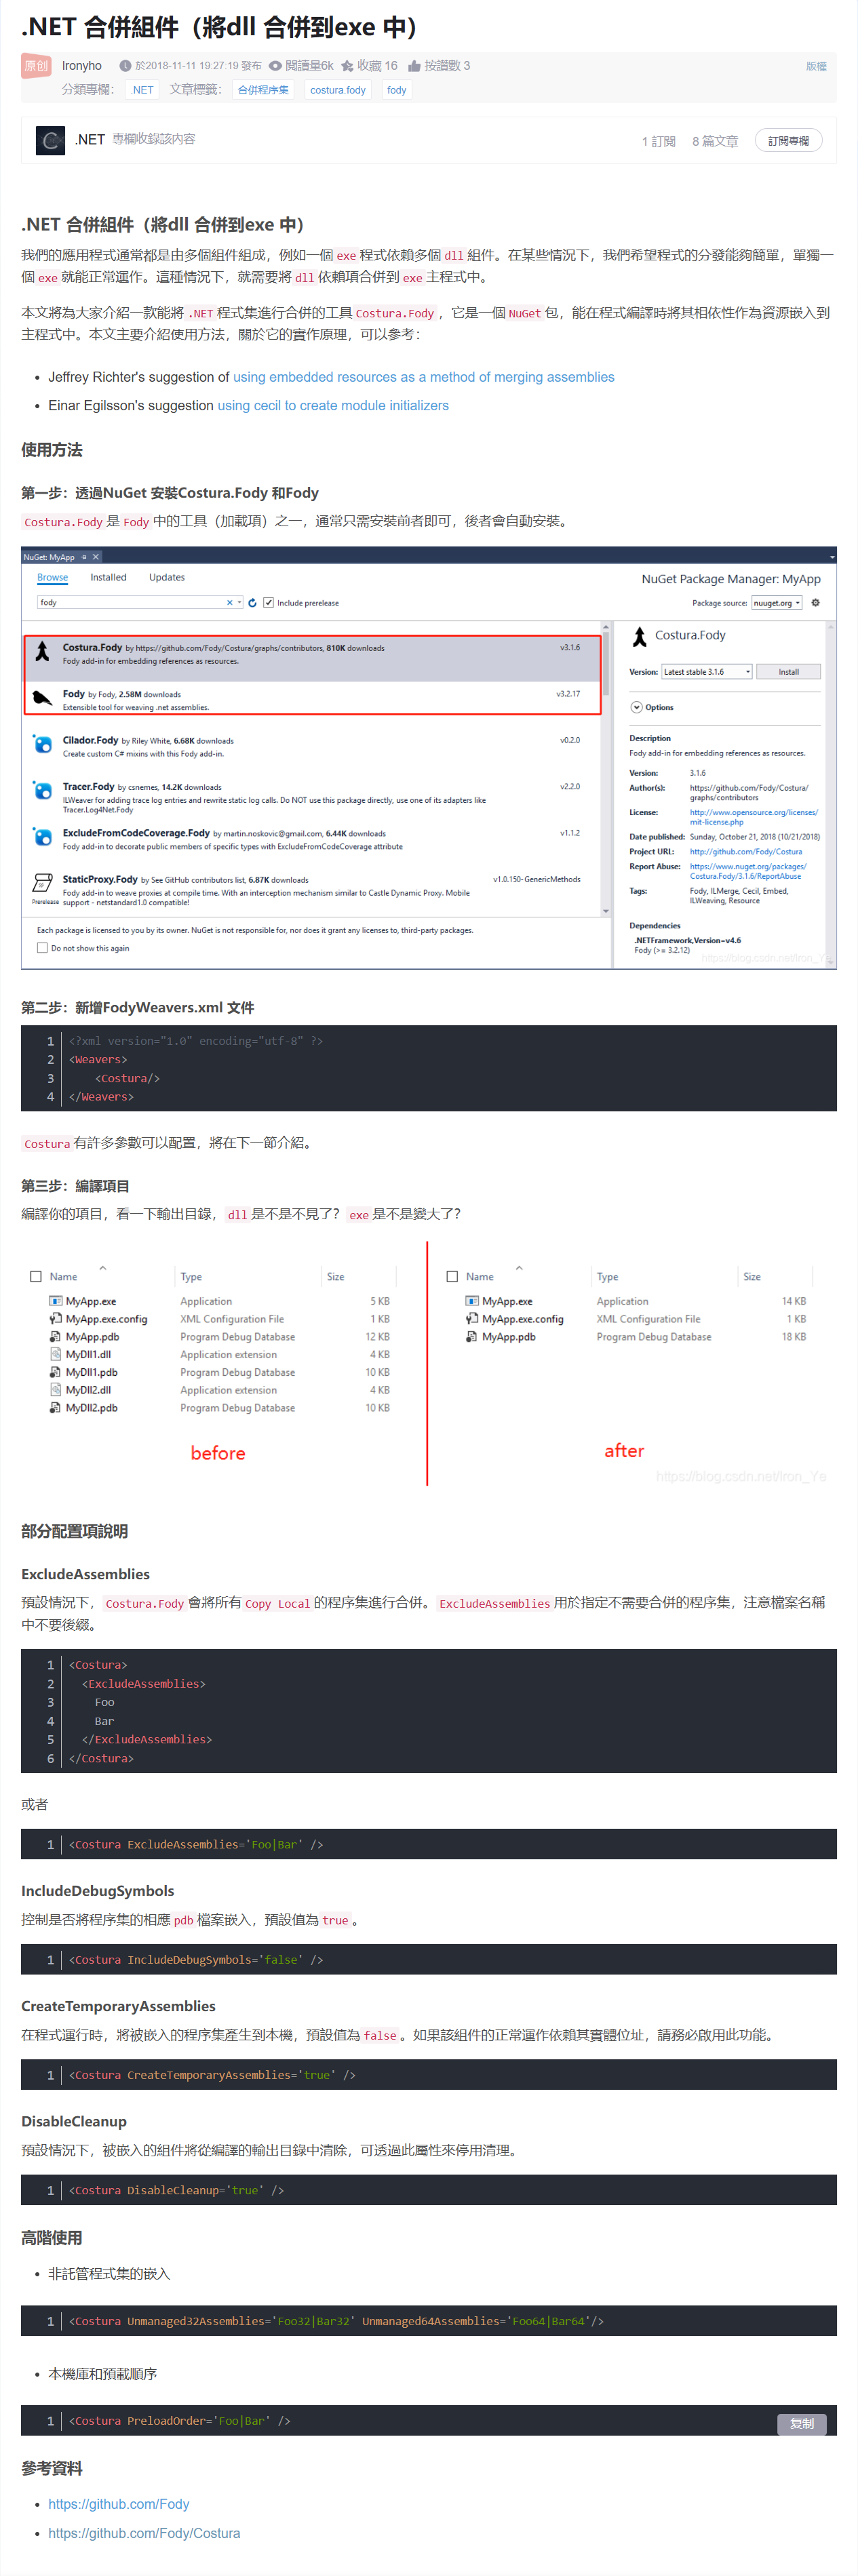 .NET 合併組件（將dll 合併到exe 中）
原创 Ironyho 於2018-11-11 19:27:19 發布 閱讀量6k 收藏 16 按讚數 3 版權
分類專欄： .NET 文章標籤： 合併程序集 costura.fody fody
.NET 專欄收錄該內容 1 訂閱 8 篇文章 訂閱專欄
.NET 合併組件（將dll 合併到exe 中）
我們的應用程式通常都是由多個組件組成，例如一個 exe 程式依賴多個 dll 組件。在某些情況下，我們希望程式的分發能夠簡單，單獨一
個 exe 就能正常運作。這種情況下，就需要將 dll 依賴項合併到 exe 主程式中。
本文將為大家介紹一款能將 .NET 程式集進行合併的工具 Costura.Fody ，它是一個 NuGet 包，能在程式編譯時將其相依性作為資源嵌入到
主程式中。本文主要介紹使用方法，關於它的實作原理，可以參考：
• Jeffrey Richter's suggestion of using embedded resources as a method of merging assemblies
• Einar Egilsson's suggestion using cecil to create module initializers
使用方法
第一步：透過NuGet 安裝Costura.Fody 和Fody
Costura.Fody 是 Fody 中的工具（加載項）之一，通常只需安裝前者即可，後者會自動安裝。
NuGet: MyApp
Browse Installed Updates
NuGet Package Manager: MyApp
fody Include prerelease
Package source: nuuget.org
Costura.Fody by https://github.com/Fody/Costura/graphs/contributors, 810K downloads v3.1.6
Fody add-in for embedding references as resources.
Fody by Fody, 2.58M downloads v3.2.17
Extensible tool for weaving .net assemblies.
Cilador.Fody by Riley White, 6.68K downloads v0.2.0
Create custom C# mixins with this Fody add-in.
Tracer.Fody by csnemes, 14.2K downloads v2.2.0
ILWeaver for adding trace log entries and rewrite static log calls. Do NOT use this package directly, use one of its adapters like
Tracer.Log4Net.Fody
ExcludeFromCodeCoverage.Fody by martin.noskovic@gmail.com, 6.44K downloads v1.1.2
Fody add-in to decorate public members of specific types with ExcludeFromCodeCoverage attribute
StaticProxy.Fody by See GitHub contributors list, 6.87K downloads v1.0.150-GenericMethods
Fody add-in to weave proxies at compile time. With an interception mechanism similar to Castle Dynamic Proxy. Mobile
Prerelease support - netstandard1.0 compatible!
Each package is licensed to you by its owner. NuGet is not responsible for, nor does it grant any licenses to, third-party packages.
Do not show this again
Costura.Fody
Version: Latest stable 3.1.6 Install
Options
Description
Fody add-in for embedding references as resources.
Version: 3.1.6
Author(s): https://github.com/Fody/Costura/
graphs/contributors
License: http://www.opensource.org/licenses/
mit-license.php
Date published: Sunday, October 21, 2018 (10/21/2018)
Project URL: http://github.com/Fody/Costura
Report Abuse: https://www.nuget.org/packages/
Costura.Fody/3.1.6/ReportAbuse
Tags: Fody, ILMerge, Cecil, Embed,
ILWeaving, Resource
Dependencies
.NETFramework,Version=v4.6
Fody (>= 3.2.12)
https://blog.csdn.net/Iron_Ye
第二步：新增FodyWeavers.xml 文件
1 <?xml version="1.0" encoding="utf-8" ?>
2 <Weavers>
3 <Costura/>
4 </Weavers>
Costura 有許多參數可以配置，將在下一節介紹。
第三步：編譯項目
編譯你的項目，看一下輸出目錄， dll 是不是不見了？ exe 是不是變大了？
Name Type Size
MyApp.exe Application 5 KB
MyApp.exe.config XML Configuration File 1 KB
MyApp.pdb Program Debug Database 12 KB
MyDll1.dll Application extension 4 KB
MyDll1.pdb Program Debug Database 10 KB
MyDll2.dll Application extension 4 KB
MyDll2.pdb Program Debug Database 10 KB
before
Name Type Size
MyApp.exe Application 14 KB
MyApp.exe.config XML Configuration File 1 KB
MyApp.pdb Program Debug Database 18 KB
after
https://blog.csdn.net/Iron_Ye
部分配置項說明
ExcludeAssemblies
預設情況下， Costura.Fody 會將所有 Copy Local 的程序集進行合併。 ExcludeAssemblies 用於指定不需要合併的程序集，注意檔案名稱
中不要後綴。
1 <Costura>
2 <ExcludeAssemblies>
3 Foo
4 Bar
5 </ExcludeAssemblies>
6 </Costura>
或者
1 <Costura ExcludeAssemblies='Foo|Bar' />
IncludeDebugSymbols
控制是否將程序集的相應 pdb 檔案嵌入，預設值為 true 。
1 <Costura IncludeDebugSymbols='false' />
CreateTemporaryAssemblies
在程式運行時，將被嵌入的程序集產生到本機，預設值為 false 。如果該組件的正常運作依賴其實體位址，請務必啟用此功能。
1 <Costura CreateTemporaryAssemblies='true' />
DisableCleanup
預設情況下，被嵌入的組件將從編譯的輸出目錄中清除，可透過此屬性來停用清理。
1 <Costura DisableCleanup='true' />
高階使用
• 非託管程式集的嵌入
1 <Costura Unmanaged32Assemblies='Foo32|Bar32' Unmanaged64Assemblies='Foo64|Bar64'/>
• 本機庫和預載順序
1 <Costura PreloadOrder='Foo|Bar' />
复制
參考資料
• https://github.com/Fody
• https://github.com/Fody/Costura